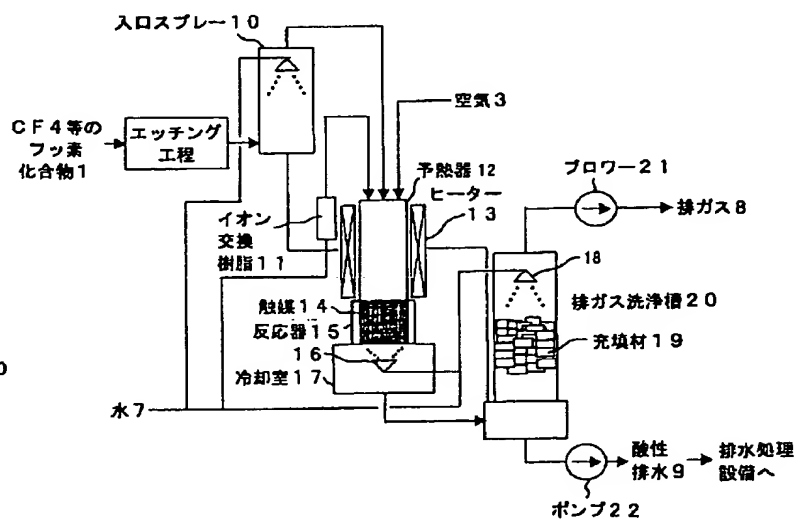 入口スプレー10
CF4等の
フッ素
化合物1
エッチング
工程
空気3
予熱器12
ヒーター
13
ブロワー21
排ガス8
イオン
交換
樹脂11
18
排ガス洗浄槽20
触媒14
反応器15
16
冷却室17
充填材19
0
水7
酸性
排水9
排水処理
設備へ
ポンプ22